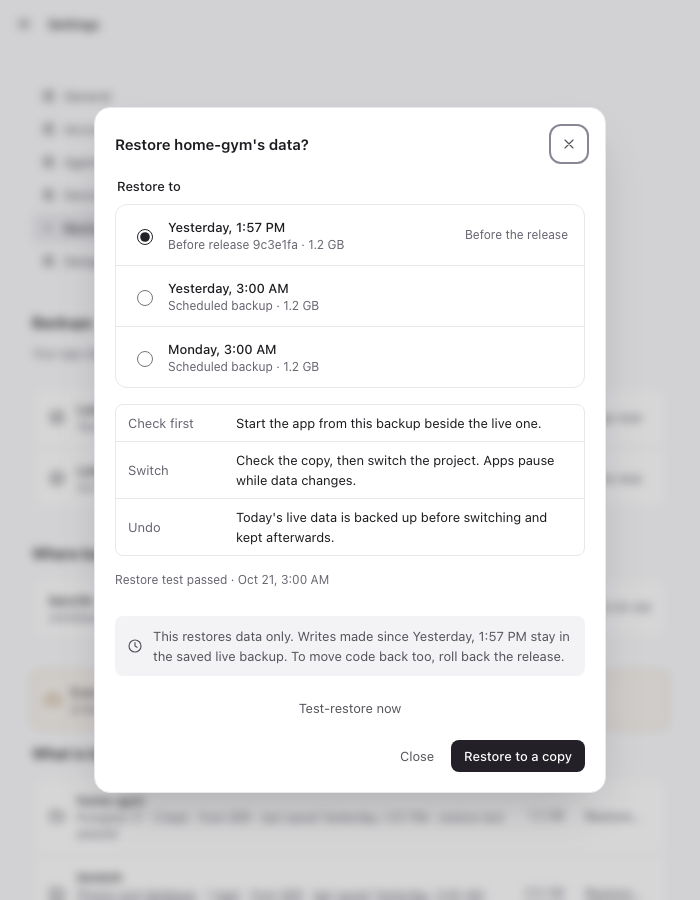 Settings
General
Restore home-gym's data?
Restore to
Yesterday, 1:57 PM
Before release 9c3e1fa · 1.2 GB
Before the release
Yesterday, 3:00 AM
Scheduled backup · 1.2 GB
Monday, 3:00 AM
Scheduled backup · 1.2 GB
Check first
Start the app from this backup beside the live one.
Switch
Check the copy, then switch the project. Apps pause
while data changes.
Undo
Today's live data is backed up before switching and
kept afterwards.
Restore test passed · Oct 21, 3:00 AM
This restores data only. Writes made since Yesterday, 1:57 PM stay in
the saved live backup. To move code back too, roll back the release.
Test-restore now
Close
Restore to a copy